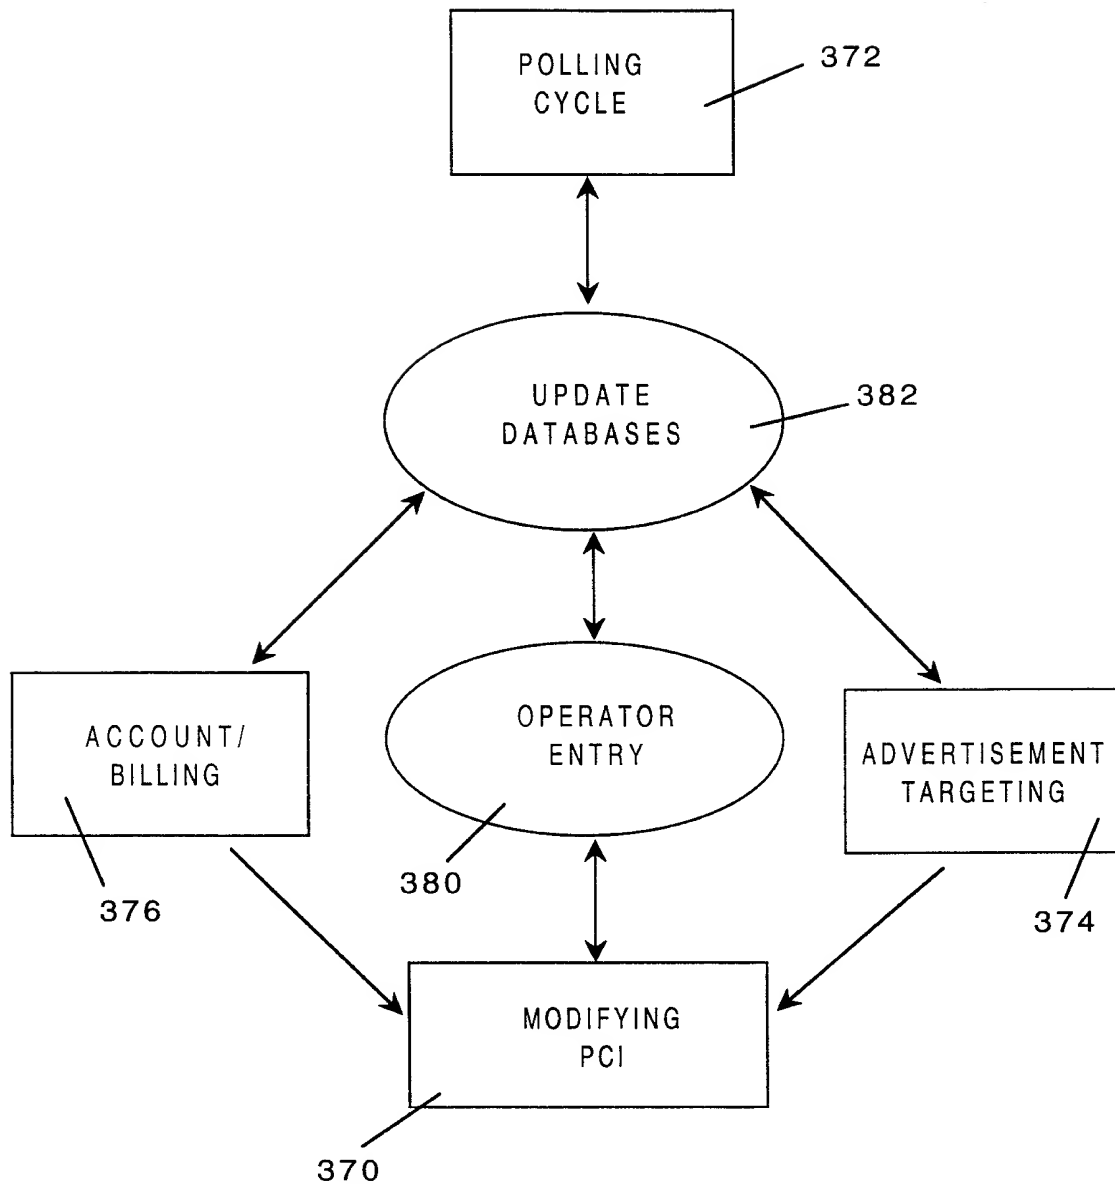 POLLING
CYCLE
372
UPDATE
DATABASES
382
ACCOUNT/
BILLING
376
OPERATOR
ENTRY
380
ADVERTISEMENT
TARGETING
374
MODIFYING
PCI
370